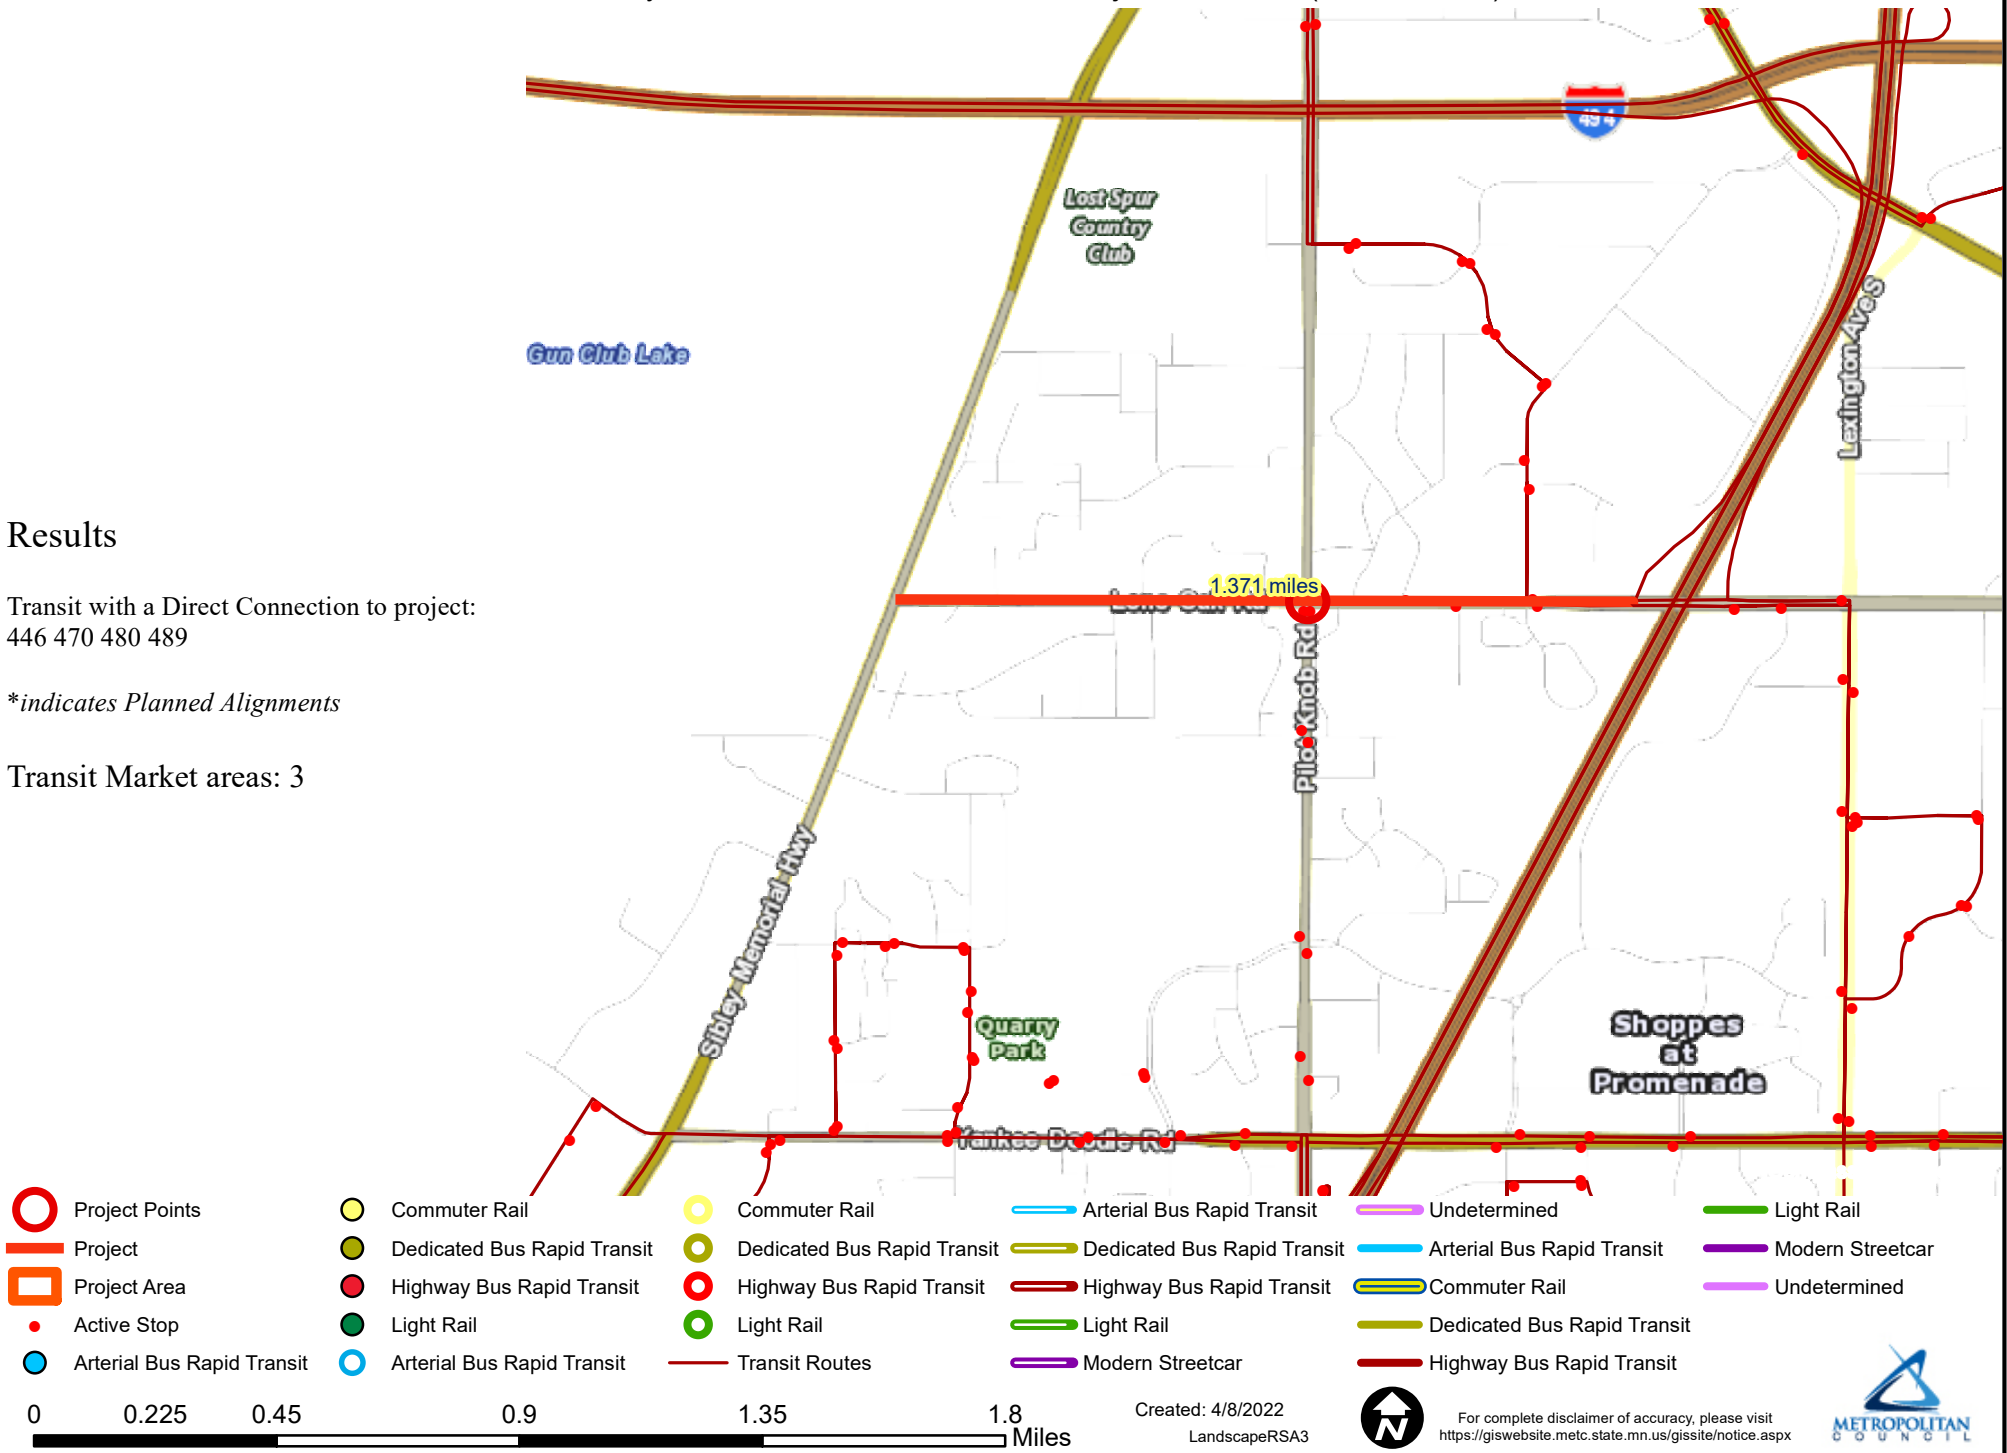 Results
Transit with a Direct Connection to project:
446 470 480 489
*indicates Planned Alignments
Transit Market areas: 3
494
Lost Spur
Country
Club
Gun Club Lake
Lexington Ave S
1.371 miles
Pilot Knob Rd
Sibley Memorial Hwy
Quarry
Park
Shoppes
at
Promenade
Yankee Doodle Rd
Project Points
Project
Project Area
Active Stop
Arterial Bus Rapid Transit
Commuter Rail
Dedicated Bus Rapid Transit
Highway Bus Rapid Transit
Light Rail
Arterial Bus Rapid Transit
Commuter Rail
Dedicated Bus Rapid Transit
Highway Bus Rapid Transit
Light Rail
Transit Routes
Arterial Bus Rapid Transit
Dedicated Bus Rapid Transit
Highway Bus Rapid Transit
Light Rail
Modern Streetcar
Undetermined
Arterial Bus Rapid Transit
Commuter Rail
Dedicated Bus Rapid Transit
Highway Bus Rapid Transit
Light Rail
Modern Streetcar
Undetermined
0 0.225 0.45 0.9 1.35 1.8
Miles
Created: 4/8/2022
LandscapeRSA3
N
For complete disclaimer of accuracy, please visit
https://giswebsite.metc.state.mn.us/gissite/notice.aspx
METROPOLITAN
COUNCIL